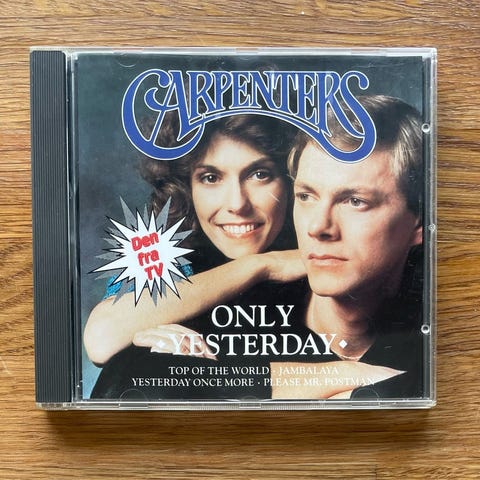 CARPENTERS
Den
fra
TV
ONLY
·YESTERDAY·
TOP OF THE WORLD · JAMBALAYA
YESTERDAY ONCE MORE · PLEASE MR. POSTMAN